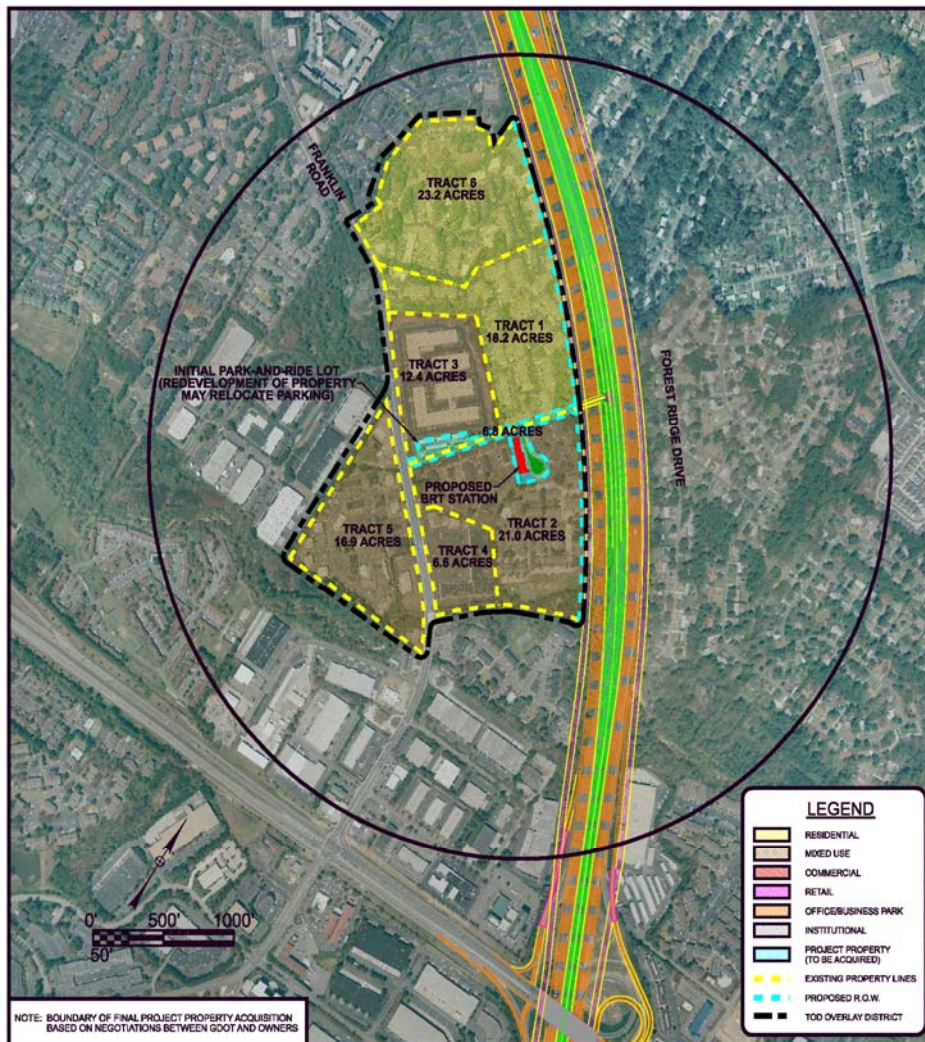 FRANKLIN
ROAD
TRACT 6
23.2 ACRES
TRACT 1
18.2 ACRES
TRACT 3
12.4 ACRES
INITIAL PARK-AND-RIDE LOT
(REDEVELOPMENT OF PROPERTY
MAY RELOCATE PARKING)
FOREST RIDGE DRIVE
6.8 ACRES
PROPOSED
BRT STATION
TRACT 2
21.0 ACRES
TRACT 5
16.9 ACRES
TRACT 4
6.6 ACRES
LEGEND
RESIDENTIAL
MIXED USE
COMMERCIAL
RETAIL
OFFICE/BUSINESS PARK
INSTITUTIONAL
PROJECT PROPERTY
(TO BE ACQUIRED)
EXISTING PROPERTY LINES
PROPOSED R.O.W.
TOD OVERLAY DISTRICT
0' 500' 1000'
50'
NOTE: BOUNDARY OF FINAL PROJECT PROPERTY ACQUISITION
BASED ON NEGOTIATIONS BETWEEN GDOT AND OWNERS